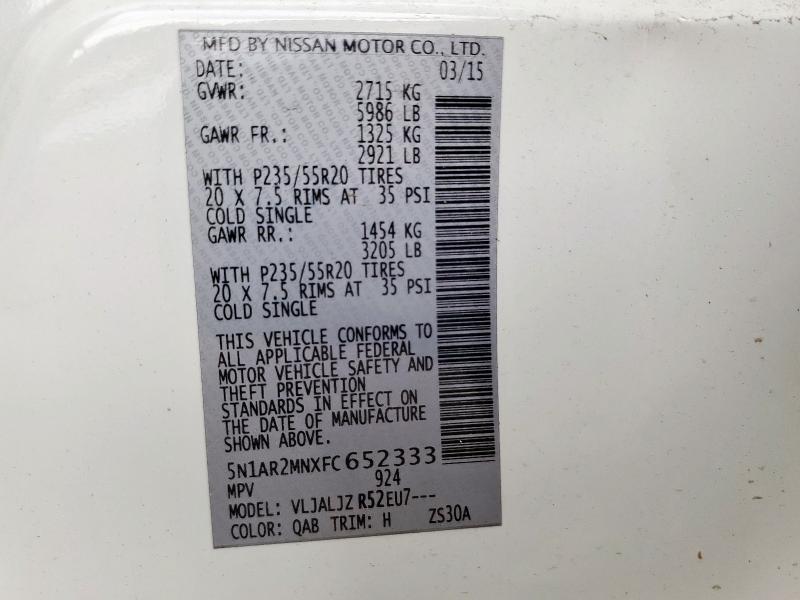 MFD BY NISSAN MOTOR CO., LTD.
DATE: 03/15
GVWR: 2715 KG
5986 LB
GAWR FR.: 1325 KG
2921 LB
WITH P235/55R20 TIRES
20 X 7.5 RIMS AT 35 PSI
COLD SINGLE
GAWR RR.: 1454 KG
3205 LB
WITH P235/55R20 TIRES
20 X 7.5 RIMS AT 35 PSI
COLD SINGLE
THIS VEHICLE CONFORMS TO
ALL APPLICABLE FEDERAL
MOTOR VEHICLE SAFETY AND
THEFT PREVENTION
STANDARDS IN EFFECT ON
THE DATE OF MANUFACTURE
SHOWN ABOVE.
5N1AR2MNXFC652333
MPV 924
MODEL: VLJALJZ R52EU7---
COLOR: QAB TRIM: H ZS30A